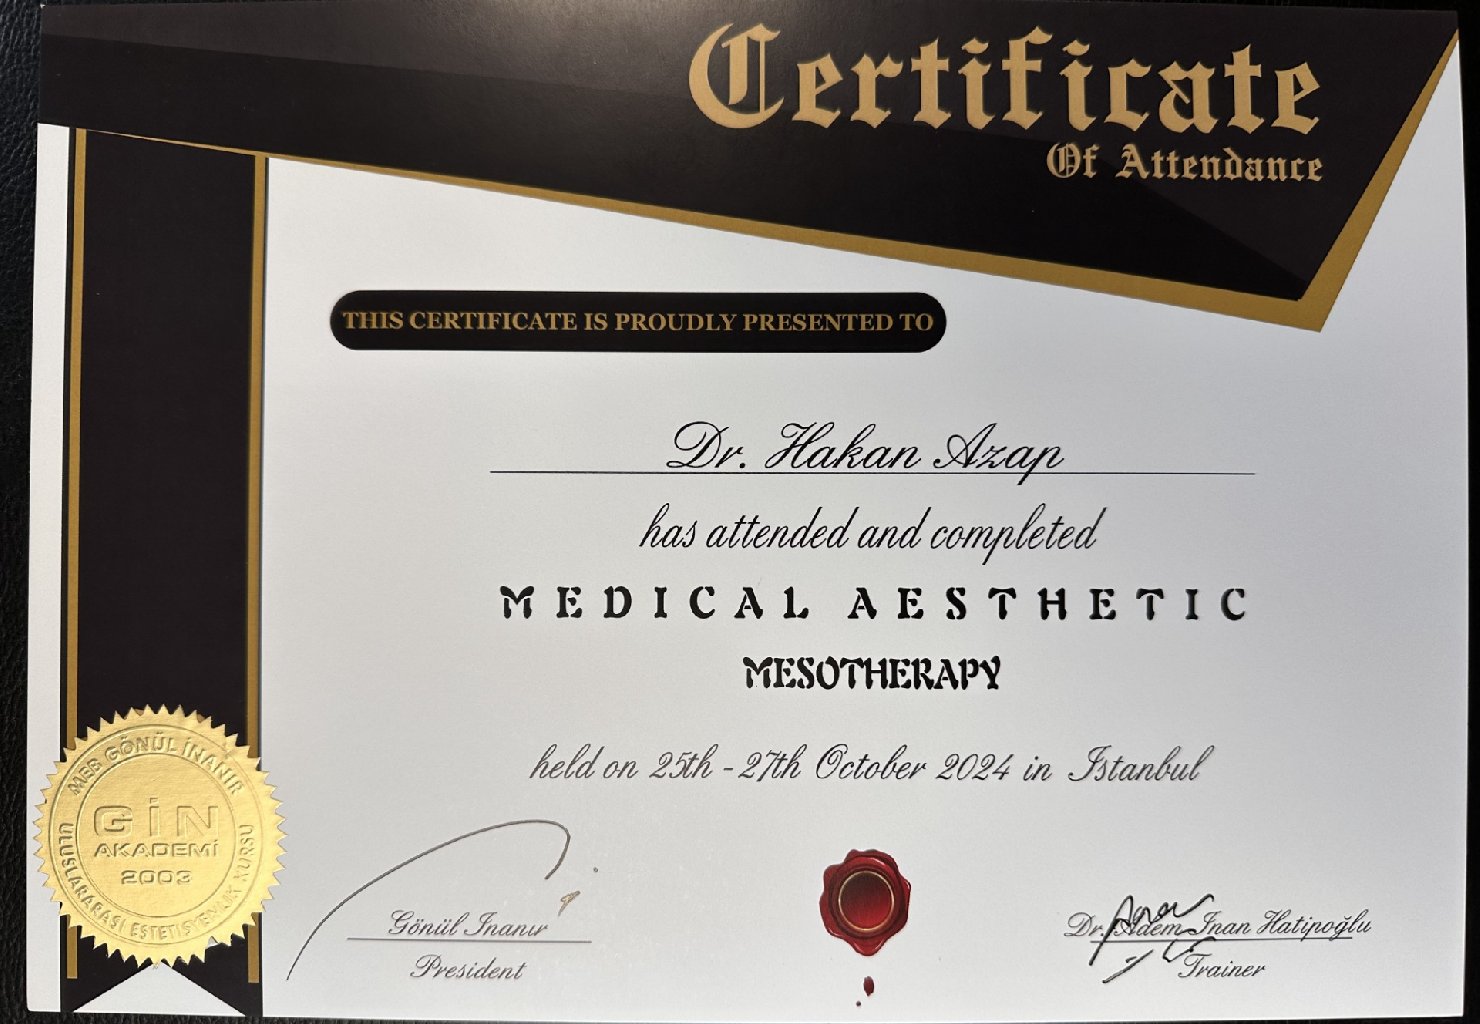 Certificate
Of Attendance
THIS CERTIFICATE IS PROUDLY PRESENTED TO
Dr. Hakan Azap
has attended and completed
MEDICAL AESTHETIC
MESOTHERAPY
held on 25th - 27th October 2024 in Istanbul
MEB GÖNÜL İNANIR
GİN
AKADEMİ
2003
ULUSLARARASI ESTETİSYENLİK KURSU
Gönül Inanır
President
Dr. Adem Inan Hatipoğlu
Trainer